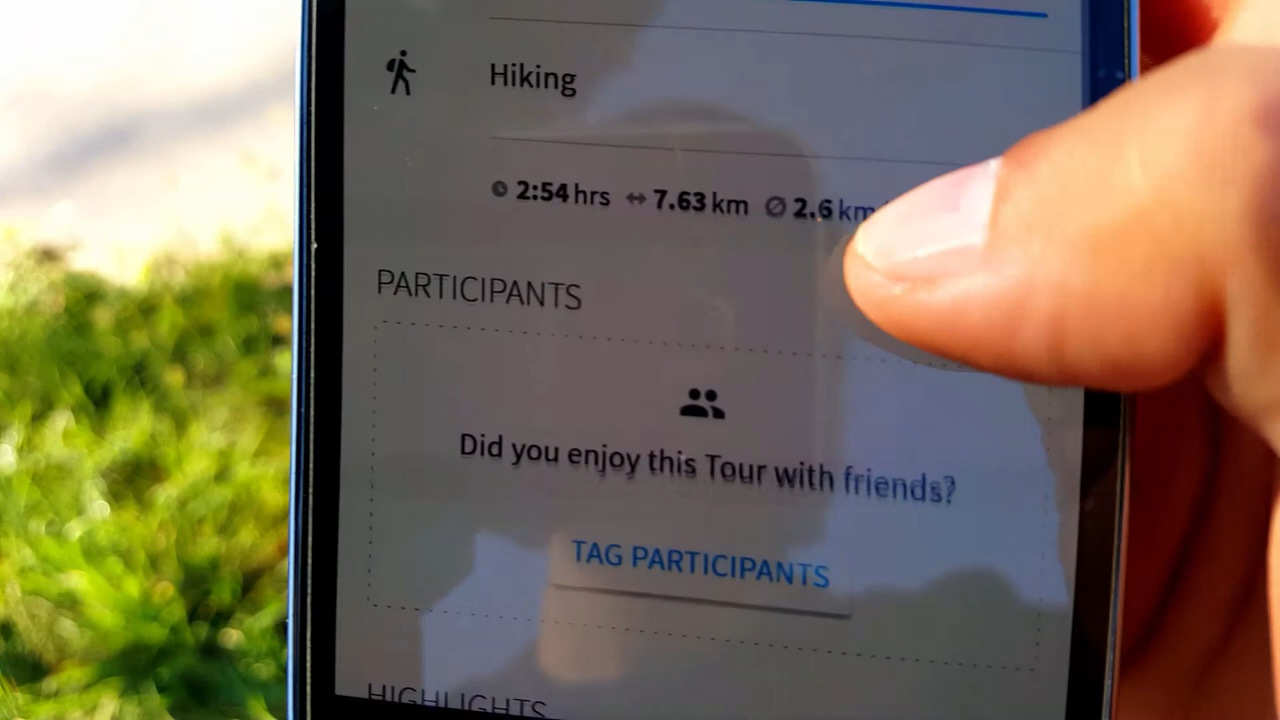 Hiking
2:54 hrs 7.63 km 2.6 km
PARTICIPANTS
Did you enjoy this Tour with friends?
TAG PARTICIPANTS
HIGHLIGHTS